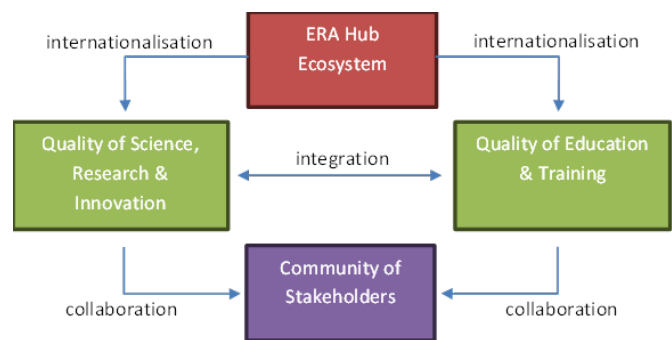 internationalisation
ERA Hub
Ecosystem
internationalisation
Quality of Science,
Research &
Innovation
integration
Quality of Education
& Training
Community of
Stakeholders
collaboration
collaboration